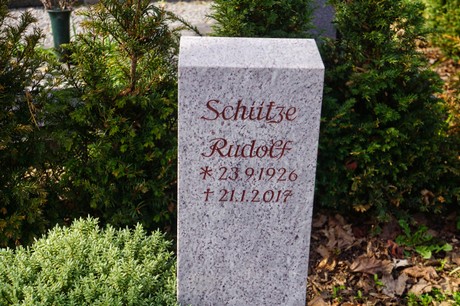 Schütze
Rudolf
* 23.9.1926
† 21.1.2017